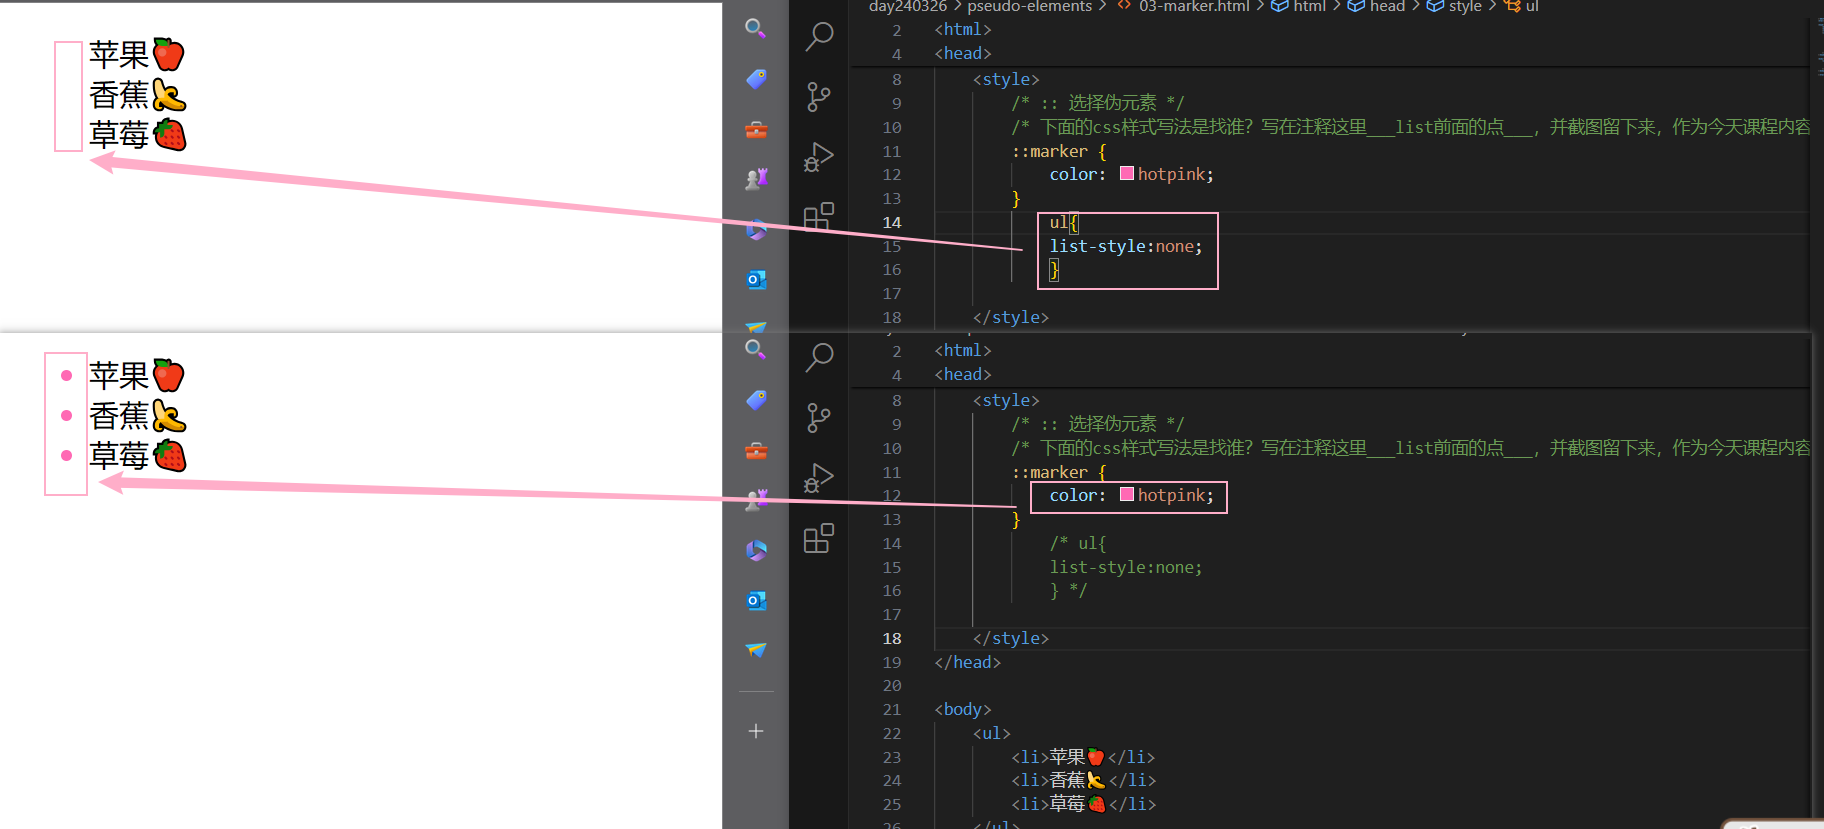 苹果🍎
香蕉🍌
草莓🍓
day240326 > pseudo-elements > <> 03-marker.html > html > head > style > ul
2 <html>
4 <head>
8 <style>
9 /* :: 选择伪元素 */
10 /* 下面的css样式写法是找谁？写在注释这里___list前面的点___，并截图留下来，作为今天课程内容
11 ::marker {
12 color: hotpink;
13 }
14 ul{
15 list-style:none;
16 }
17
18 </style>
苹果🍎
香蕉🍌
草莓🍓
2 <html>
4 <head>
8 <style>
9 /* :: 选择伪元素 */
10 /* 下面的css样式写法是找谁？写在注释这里___list前面的点___，并截图留下来，作为今天课程内容
11 ::marker {
12 color: hotpink;
13 }
14 /* ul{
15 list-style:none;
16 } */
17
18 </style>
19 </head>
20
21 <body>
22 <ul>
23 <li>苹果🍎</li>
24 <li>香蕉🍌</li>
25 <li>草莓🍓</li>
26 </ul>